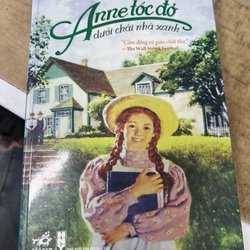 Anne tóc đỏ
dưới chái nhà xanh
"Cảm động và giàu chất thơ."
- The Wall Street Journal